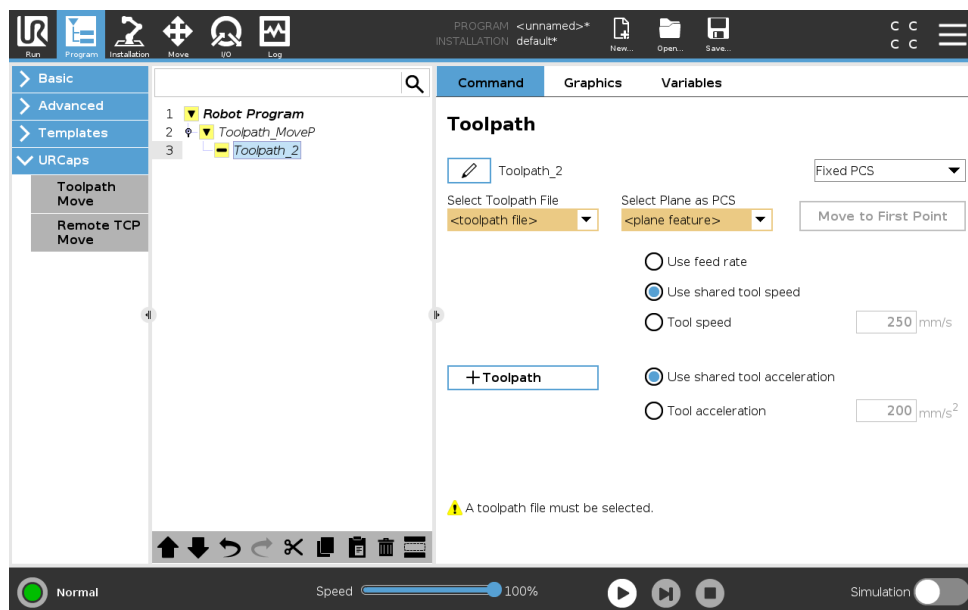 UR
PROGRAM <unnamed>*
INSTALLATION default*
C C
C C
Run Program Installation Move I/O Log New... Open... Save...
Basic
Advanced
Templates
URCaps
Toolpath
Move
Remote TCP
Move
1 Robot Program
2 Toolpath_MoveP
3 Toolpath_2
Command Graphics Variables
Toolpath
Toolpath_2 Fixed PCS
Select Toolpath File Select Plane as PCS
<toolpath file> <plane feature> Move to First Point
Use feed rate
Use shared tool speed
Tool speed 250 mm/s
+Toolpath Use shared tool acceleration
Tool acceleration 200 mm/s²
A toolpath file must be selected.
Normal Speed 100% Simulation